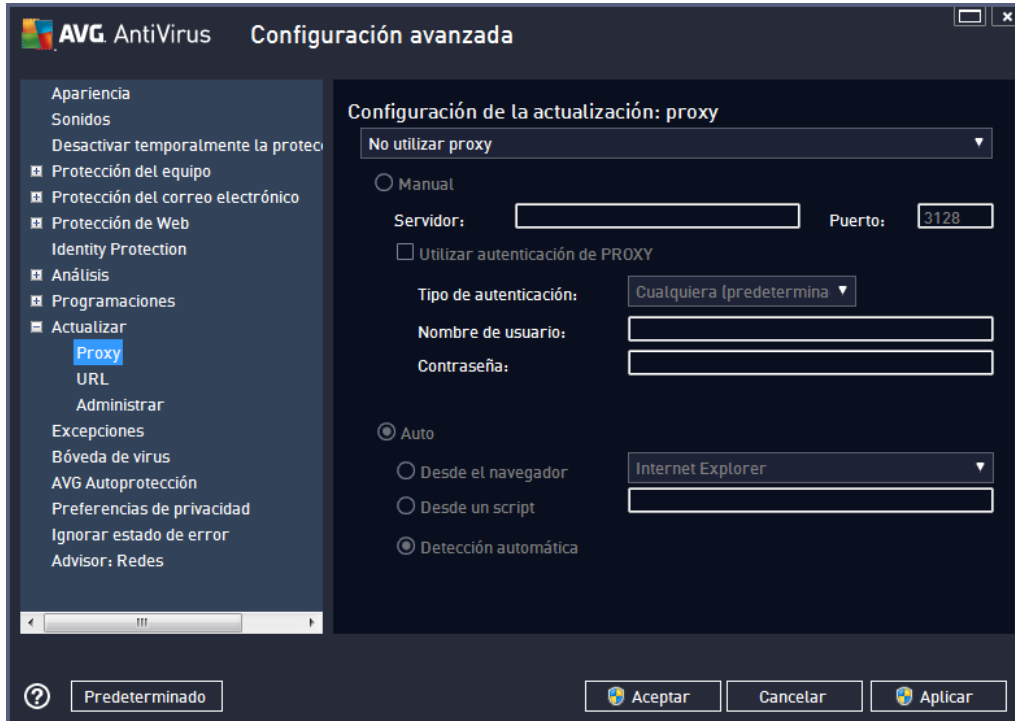 AVG. AntiVirus Configuración avanzada
Apariencia
Sonidos
Desactivar temporalmente la protec
Protección del equipo
Protección del correo electrónico
Protección de Web
Identity Protection
Análisis
Programaciones
Actualizar
Proxy
URL
Administrar
Excepciones
Bóveda de virus
AVG Autoprotección
Preferencias de privacidad
Ignorar estado de error
Advisor: Redes
Configuración de la actualización: proxy
No utilizar proxy
Manual
Servidor: Puerto: 3128
Utilizar autenticación de PROXY
Tipo de autenticación: Cualquiera (predetermina
Nombre de usuario:
Contraseña:
Auto
Desde el navegador Internet Explorer
Desde un script
Detección automática
? Predeterminado Aceptar Cancelar Aplicar